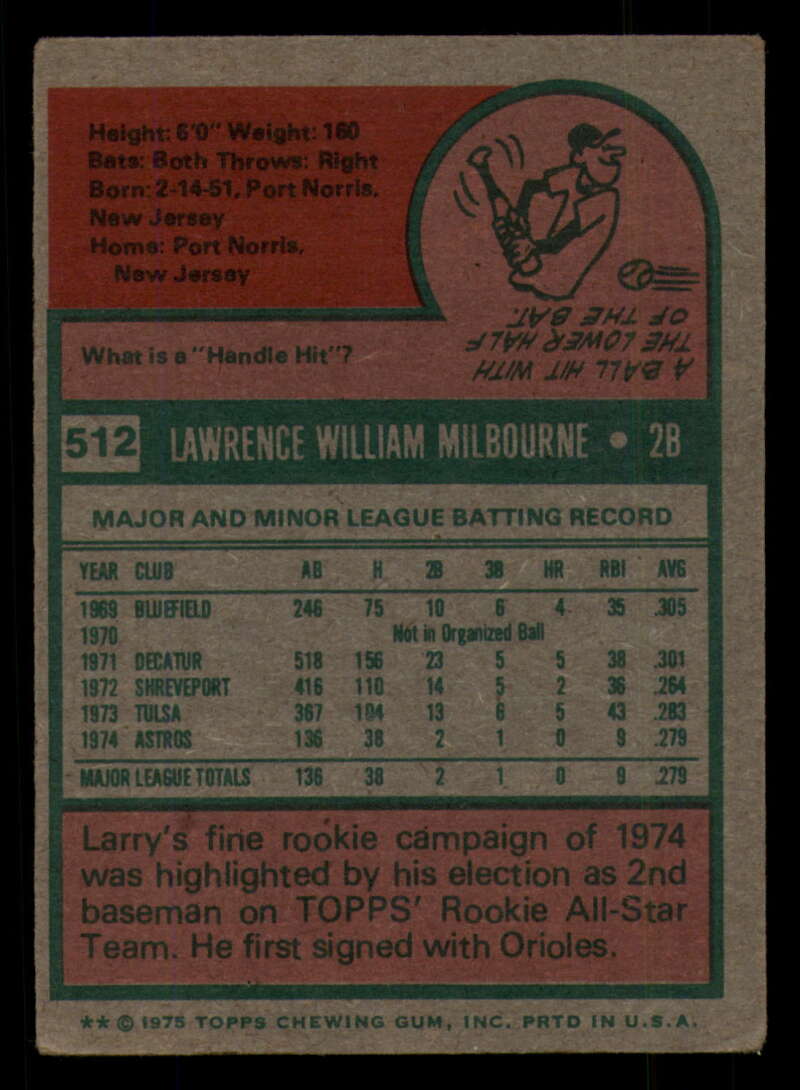 Height: 6'0" Weight: 160
Bats: Both Throws: Right
Born: 2-14-51, Port Norris,
New Jersey
Home: Port Norris,
New Jersey
What is a "Handle Hit"?
A BALL HIT WITH
THE LOWER HALF
OF THE BAT.
512 LAWRENCE WILLIAM MILBOURNE • 2B
MAJOR AND MINOR LEAGUE BATTING RECORD
YEAR CLUB AB H 2B 3B HR RBI AVG
1969 BLUEFIELD 246 75 10 6 4 35 .305
1970 Not in Organized Ball
1971 DECATUR 518 156 23 5 5 38 .301
1972 SHREVEPORT 416 110 14 5 2 36 .264
1973 TULSA 367 104 13 6 5 43 .283
1974 ASTROS 136 38 2 1 0 9 .279
MAJOR LEAGUE TOTALS 136 38 2 1 0 9 .279
Larry's fine rookie campaign of 1974
was highlighted by his election as 2nd
baseman on TOPPS' Rookie All-Star
Team. He first signed with Orioles.
** © 1975 TOPPS CHEWING GUM, INC. PRTD IN U.S.A.